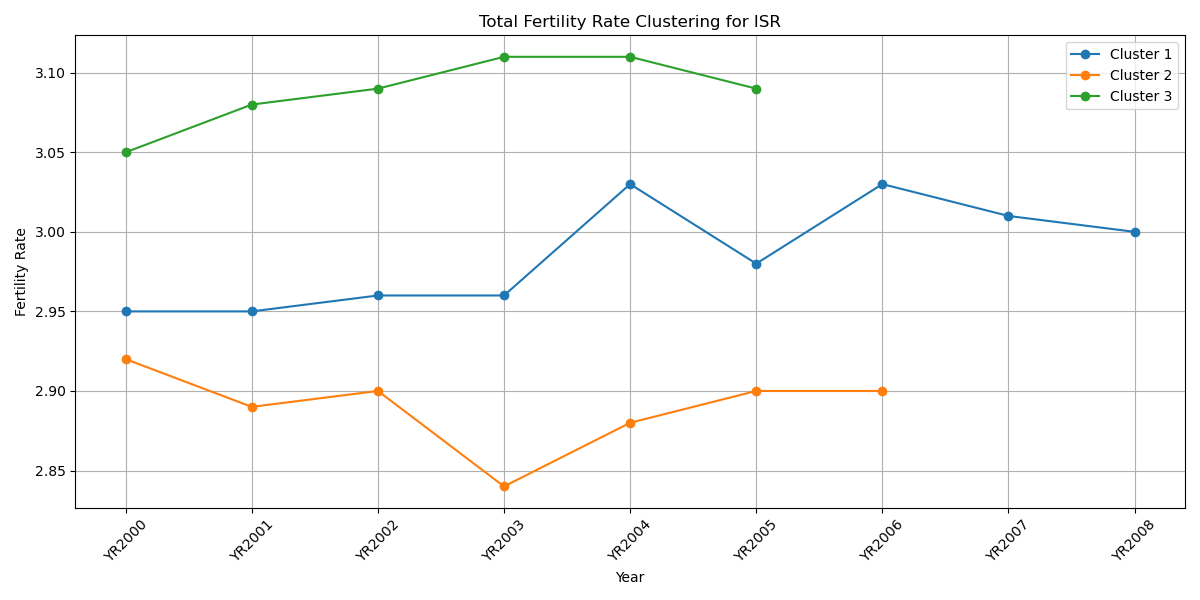 Total Fertility Rate Clustering for ISR
Cluster 1
Cluster 2
Cluster 3
Fertility Rate
3.10
3.05
3.00
2.95
2.90
2.85
YR2000
YR2001
YR2002
YR2003
YR2004
YR2005
YR2006
YR2007
YR2008
Year